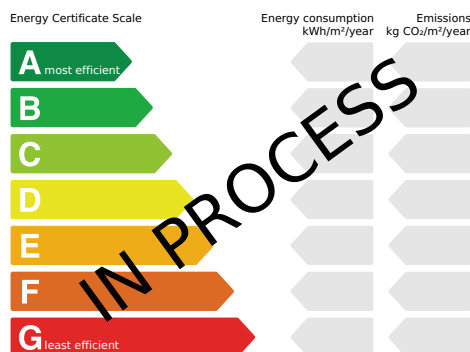 Energy Certificate Scale
Energy consumption
kWh/m²/year
Emissions
kg CO₂/m²/year
A most efficient
B
C
D
E
F
G least efficient
IN PROCESS